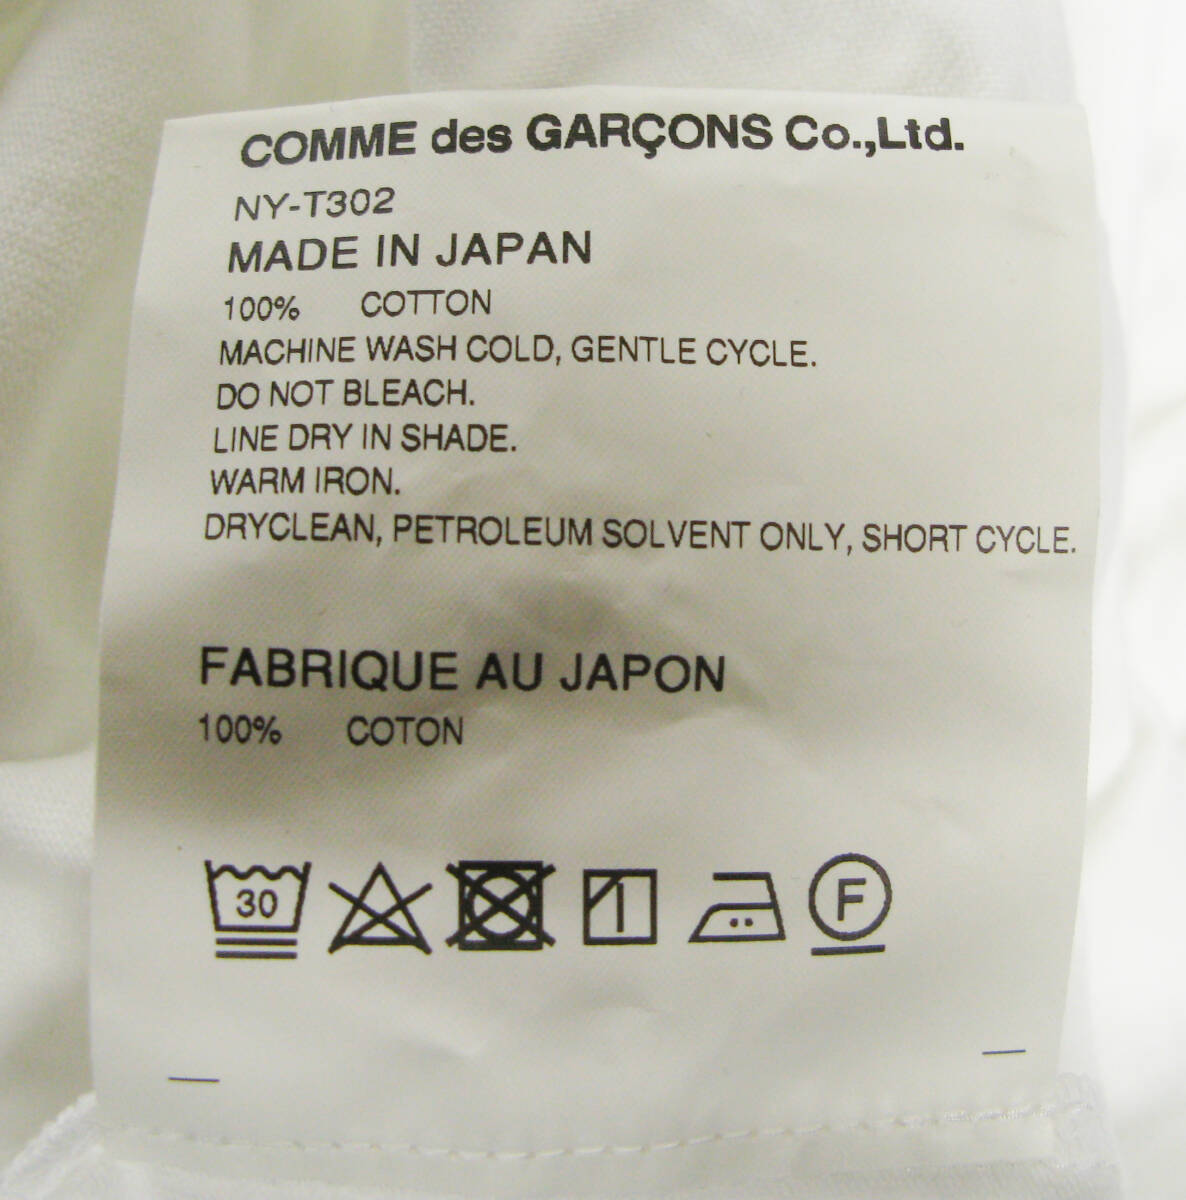 COMME des GARÇONS Co.,Ltd.
NY-T302
MADE IN JAPAN
100% COTTON
MACHINE WASH COLD, GENTLE CYCLE.
DO NOT BLEACH.
LINE DRY IN SHADE.
WARM IRON.
DRYCLEAN, PETROLEUM SOLVENT ONLY, SHORT CYCLE.
FABRIQUE AU JAPON
100% COTON
30 F